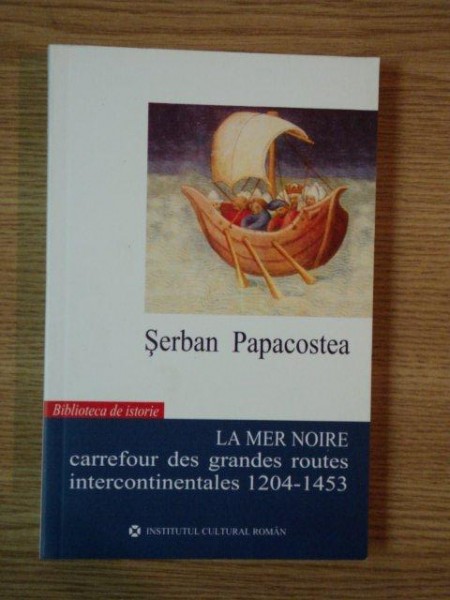 Şerban Papacostea
Biblioteca de istorie
LA MER NOIRE
carrefour des grandes routes
intercontinentales 1204-1453
INSTITUTUL CULTURAL ROMÂN